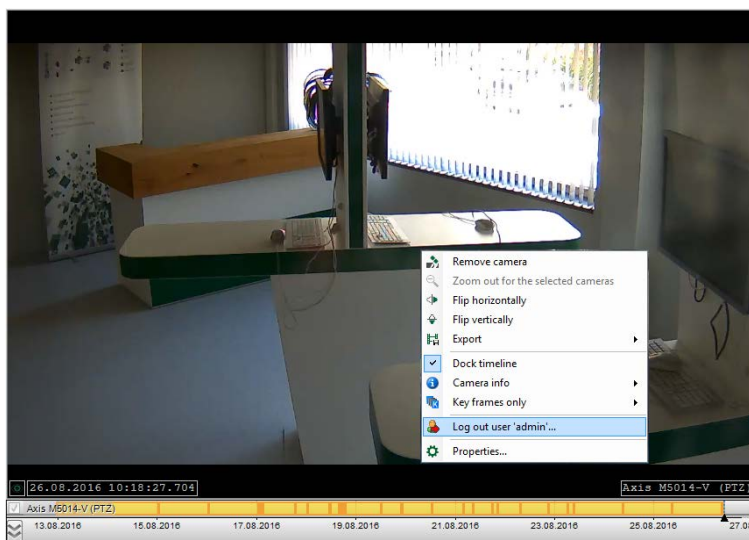 Remove camera
Zoom out for the selected cameras
Flip horizontally
Flip vertically
Export
Dock timeline
Camera info
Key frames only
Log out user 'admin'...
Properties...
26.08.2016 10:18:27.704
Axis M5014-V (PTZ
Axis M5014-V (PTZ)
13.08.2016 15.08.2016 17.08.2016 19.08.2016 21.08.2016 23.08.2016 25.08.2016 27.08